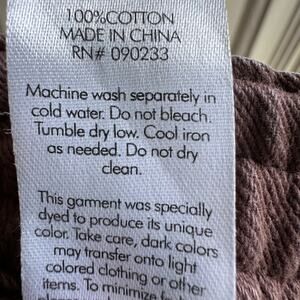 100%COTTON
MADE IN CHINA
RN# 090233
Machine wash separately in
cold water. Do not bleach.
Tumble dry low. Cool iron
as needed. Do not dry
clean.
This garment was specially
dyed to produce its unique
color. Take care, dark colors
may transfer onto light
colored clothing or other
items. To minimize